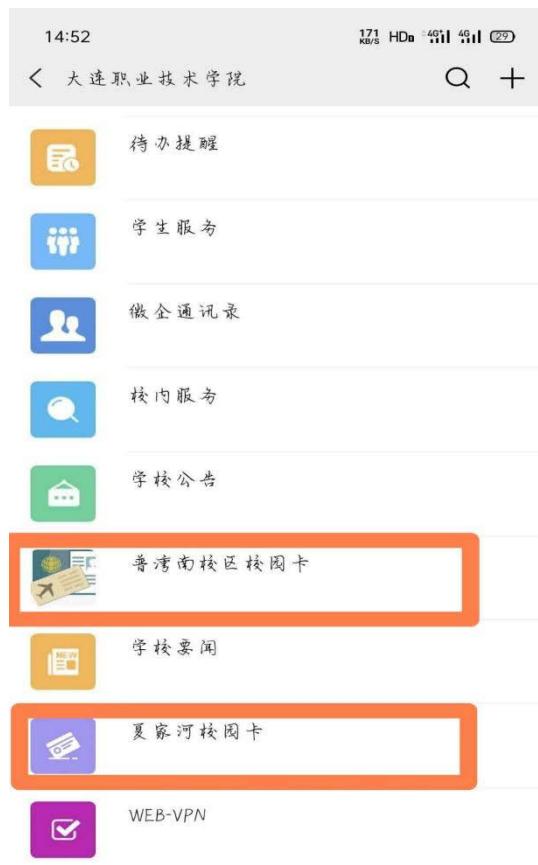 14:52
171 KB/S HD 4G 4G 29
大连职业技术学院
待办提醒
学生服务
微企通讯录
校内服务
学校公告
普湾南校区校园卡
NEW
学校要闻
夏家河校园卡
WEB-VPN